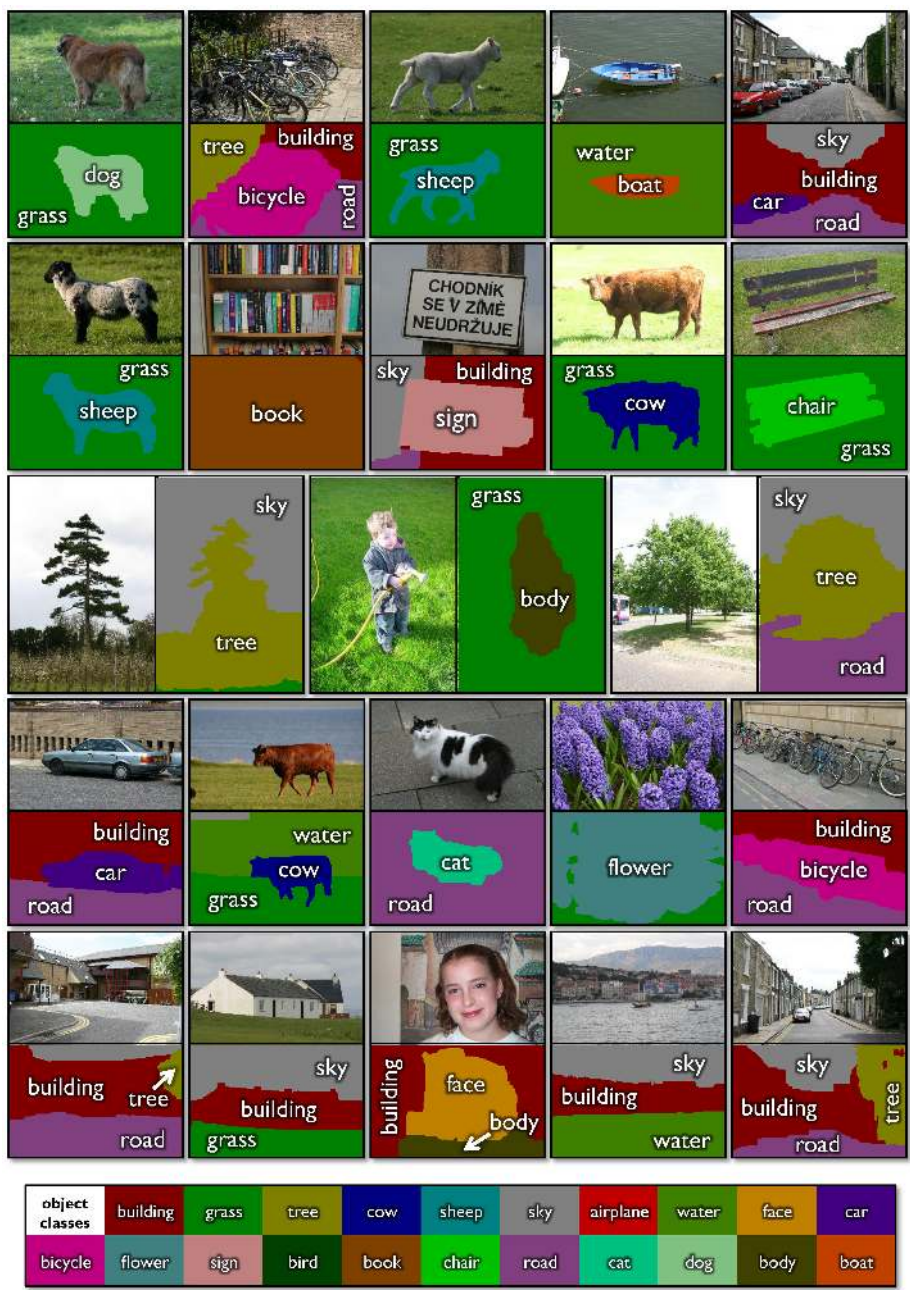 dog
grass
tree
building
bicycle
road
grass
sheep
water
boat
sky
building
car
road
CHODNÍK
SE V ZÍMĚ
NEUDRŽUJE
grass
sheep
book
sky
building
sign
grass
cow
chair
grass
sky
tree
grass
body
sky
tree
road
building
car
road
water
cow
grass
cat
road
flower
building
bicycle
road
building
tree
road
sky
building
grass
building
face
body
sky
building
water
sky
building
tree
road
object classes building grass tree cow sheep sky airplane water face car
bicycle flower sign bird book chair road cat dog body boat